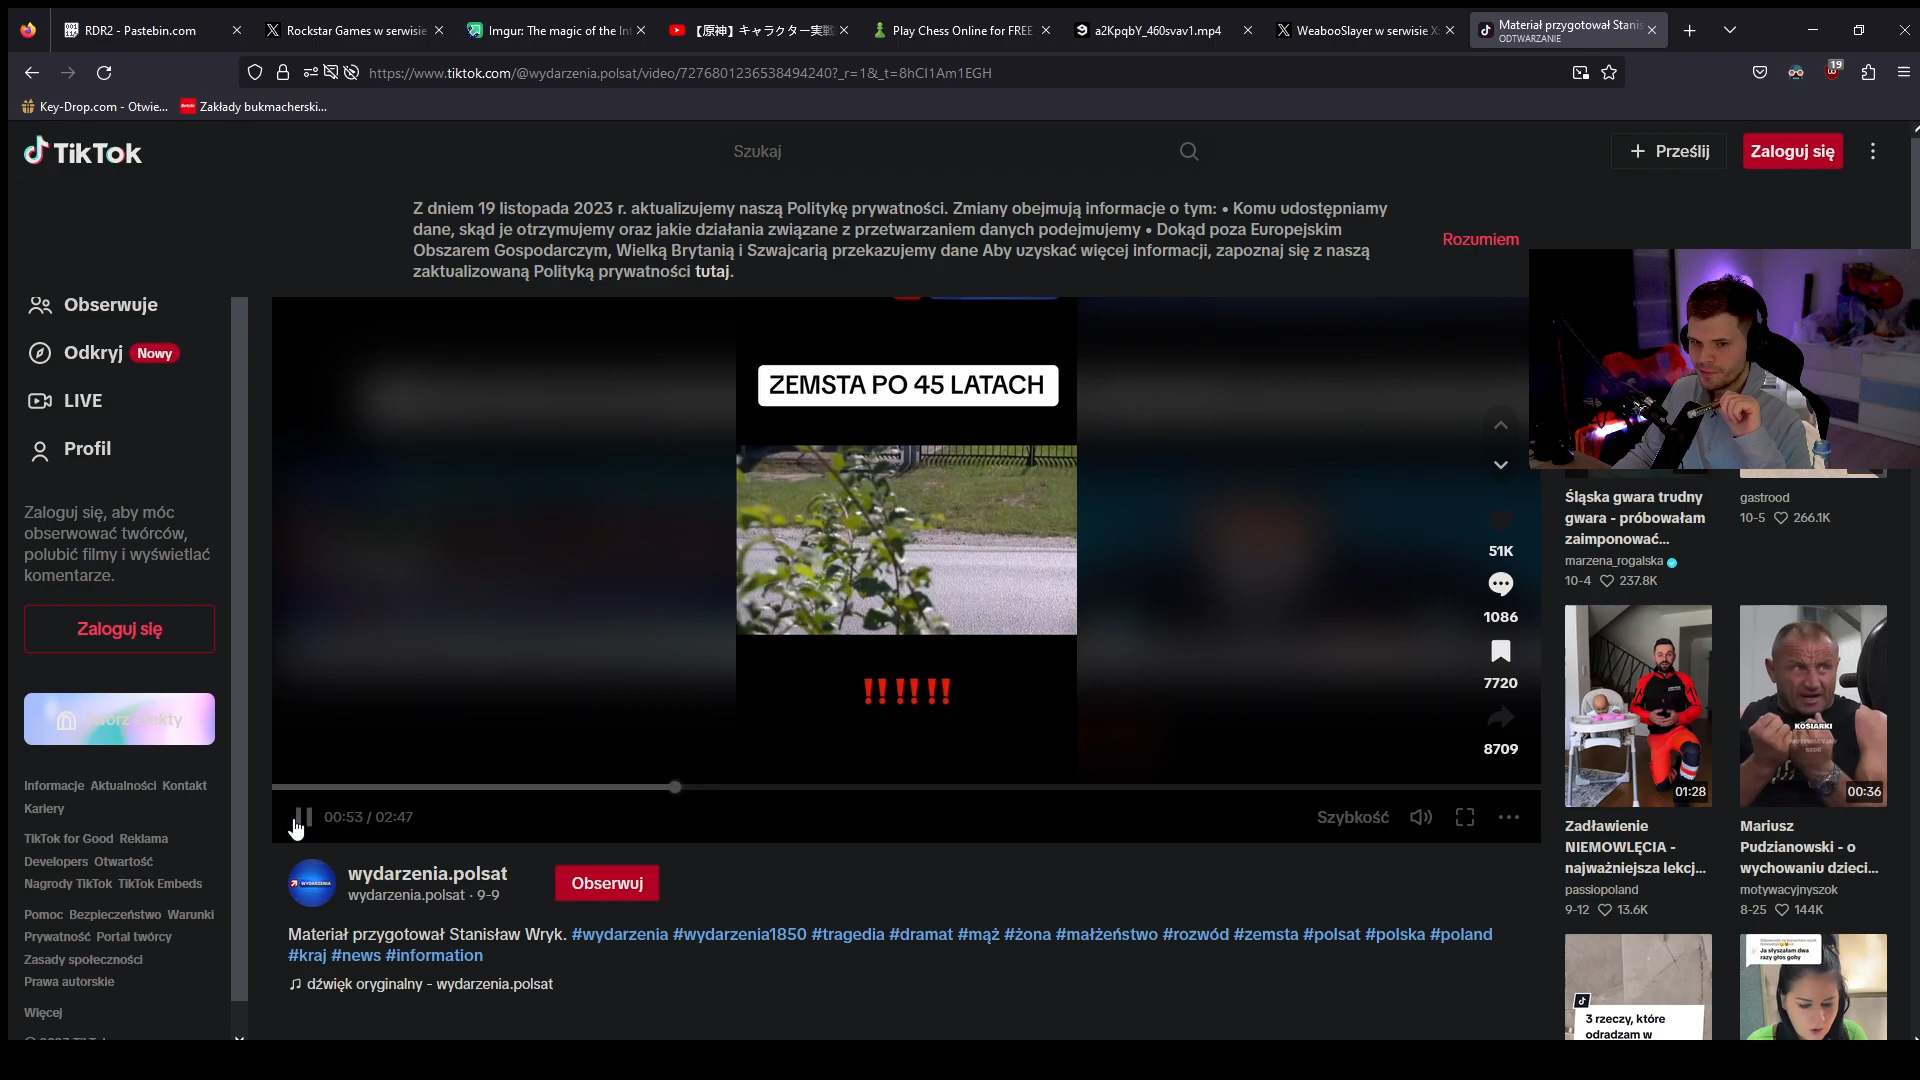 RDR2 - Pastebin.com
Rockstar Games w serwisie
Imgur: The magic of the Int
【原神】キャラクター実戦
Play Chess Online for FREE
a2KpqbY_460svav1.mp4
WeabooSlayer w serwisie X:
Materiał przygotował Stanis
ODTWARZANIE
https://www.tiktok.com/@wydarzenia.polsat/video/7276801236538494240?_r=1&_t=8hCI1Am1EGH
19
Key-Drop.com - Otwie...
Zakłady bukmacherski...
TikTok
Szukaj
Prześlij
Zaloguj się
Z dniem 19 listopada 2023 r. aktualizujemy naszą Politykę prywatności. Zmiany obejmują informacje o tym: • Komu udostępniamy
dane, skąd je otrzymujemy oraz jakie działania związane z przetwarzaniem danych podejmujemy • Dokąd poza Europejskim
Obszarem Gospodarczym, Wielką Brytanią i Szwajcarią przekazujemy dane Aby uzyskać więcej informacji, zapoznaj się z naszą
zaktualizowaną Polityką prywatności tutaj.
Rozumiem
Obserwuje
Odkryj Nowy
LIVE
Profil
Zaloguj się, aby móc
obserwować twórców,
polubić filmy i wyświetlać
komentarze.
Zaloguj się
Informacje Aktualności Kontakt
Kariery
TikTok for Good Reklama
Developers Otwartość
Nagrody TikTok TikTok Embeds
Pomoc Bezpieczeństwo Warunki
Prywatność Portal twórcy
Zasady społeczności
Prawa autorskie
Więcej
ZEMSTA PO 45 LATACH
‼️‼️‼️
51K
1086
7720
8709
00:53 / 02:47
Szybkość
WYDARZENIA
wydarzenia.polsat
wydarzenia.polsat · 9-9
Obserwuj
Materiał przygotował Stanisław Wryk. #wydarzenia #wydarzenia1850 #tragedia #dramat #mąż #żona #małżeństwo #rozwód #zemsta #polsat #polska #poland
#kraj #news #information
dźwięk oryginalny - wydarzenia.polsat
Śląska gwara trudny
gwara - próbowałam
zaimponować...
marzena_rogalska
10-4 237.8K
gastrood
10-5 266.1K
01:28
Zadławienie
NIEMOWLĘCIA -
najważniejsza lekcj...
passiopoland
9-12 13.6K
KOSIARKI
00:36
Mariusz
Pudzianowski - o
wychowaniu dzieci...
motywacyjnyszok
8-25 144K
3 rzeczy, które
odradzam w
Ja słyszałam dwa
razy głos gohy